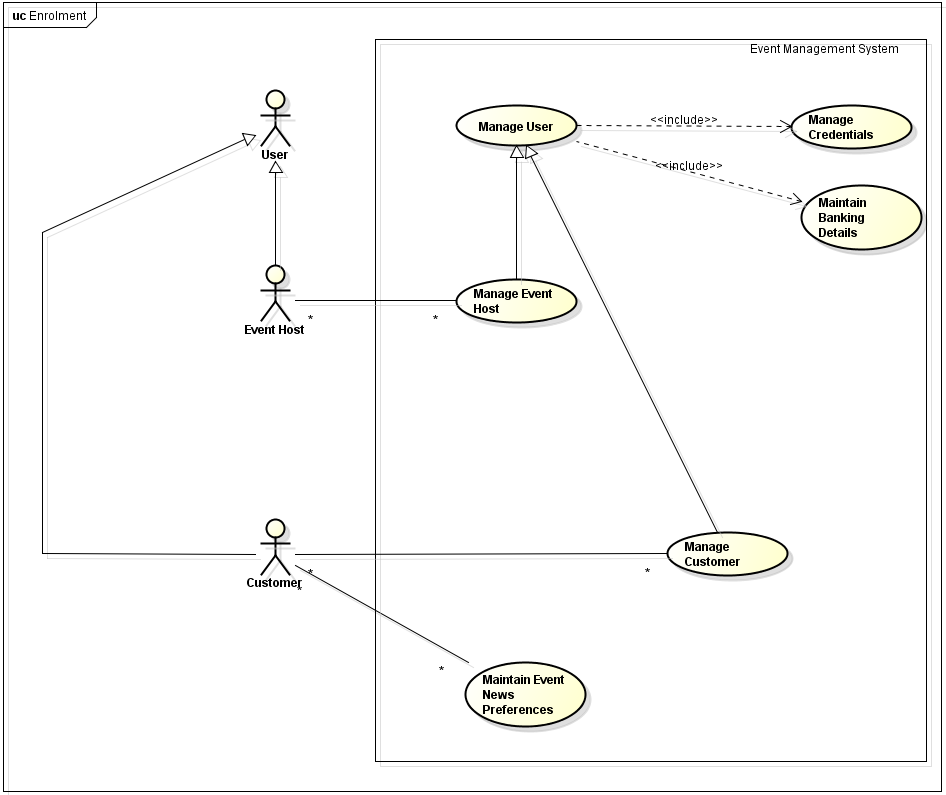 uc Enrolment
Event Management System
User
Manage User
<<include>>
Manage
Credentials
<<include>>
Maintain
Banking
Details
Event Host
*
*
Manage Event
Host
Customer
*
*
*
Manage
Customer
*
Maintain Event
News
Preferences